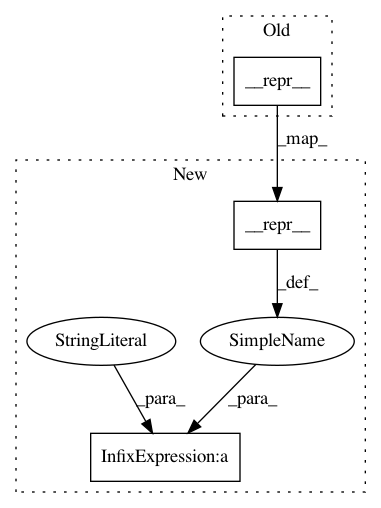 Old
__repr__
_map_
New
__repr__
_def_
StringLiteral
SimpleName
_para_
_para_
InfixExpression:a